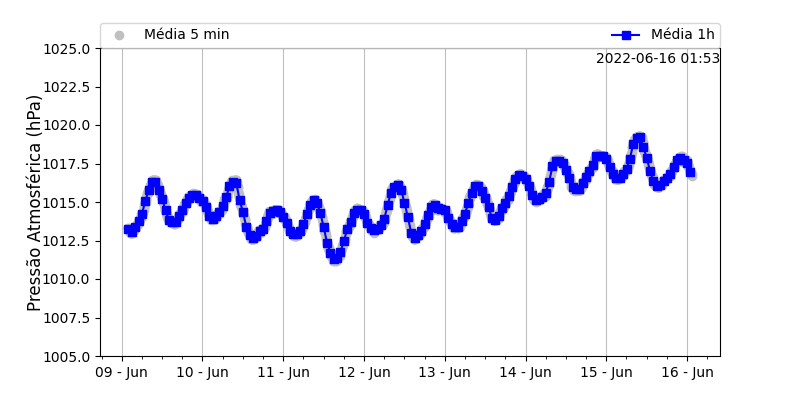 Média 5 min
Média 1h
2022-06-16 01:53
Pressão Atmosférica (hPa)
1025.0
1022.5
1020.0
1017.5
1015.0
1012.5
1010.0
1007.5
1005.0
09 - Jun
10 - Jun
11 - Jun
12 - Jun
13 - Jun
14 - Jun
15 - Jun
16 - Jun